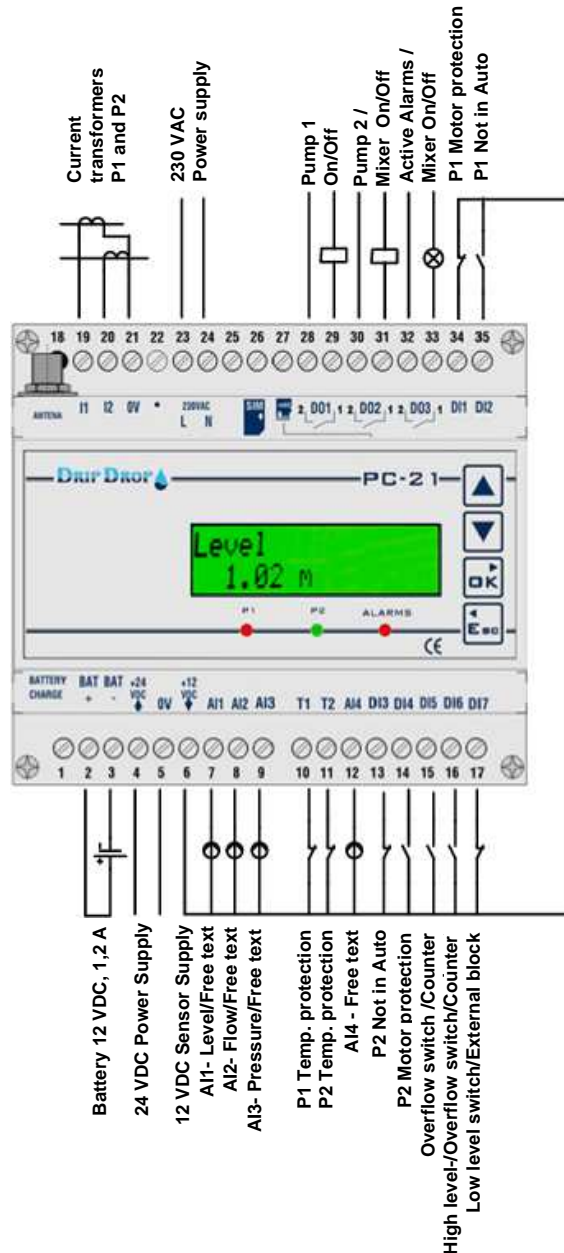 Current
transformers
P1 and P2
230 VAC
Power supply
Pump 1
On/Off
Pump 2 /
Mixer On/Off
Active Alarms /
Mixer On/Off
P1 Motor protection
P1 Not in Auto
18 19 20 21 22 23 24 25 26 27 28 29 30 31 32 33 34 35
ANTENA I1 I2 0V * 230VAC SIM 2 DO1 1 2 DO2 1 2 DO3 1 DI1 DI2
L N
DRIP DROP PC-21
Level
1.02 m
OK
P1 P2 ALARMS
Esc
CE
BATTERY CHARGE BAT + BAT - +24 VDC 0V +12 VDC AI1 AI2 AI3 T1 T2 AI4 DI3 DI4 DI5 DI6 DI7
1 2 3 4 5 6 7 8 9 10 11 12 13 14 15 16 17
+
Battery 12 VDC, 1,2 A
24 VDC Power Supply
12 VDC Sensor Supply
AI1- Level/Free text
AI2- Flow/Free text
AI3- Pressure/Free text
P1 Temp. protection
P2 Temp. protection
AI4 - Free text
P2 Not in Auto
P2 Motor protection
Overflow switch /Counter
High level-/Overflow switch/Counter
Low level switch/External block